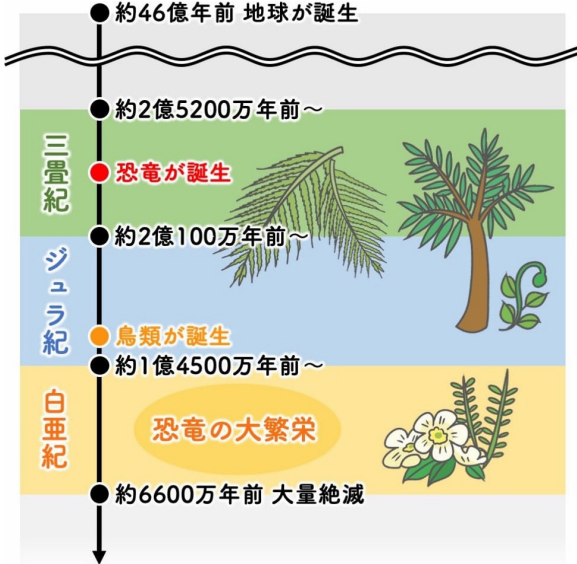 約46億年前 地球が誕生
約2億5200万年前～
三畳紀
恐竜が誕生
約2億100万年前～
ジュラ紀
鳥類が誕生
約1億4500万年前～
白亜紀
恐竜の大繁栄
約6600万年前 大量絶滅